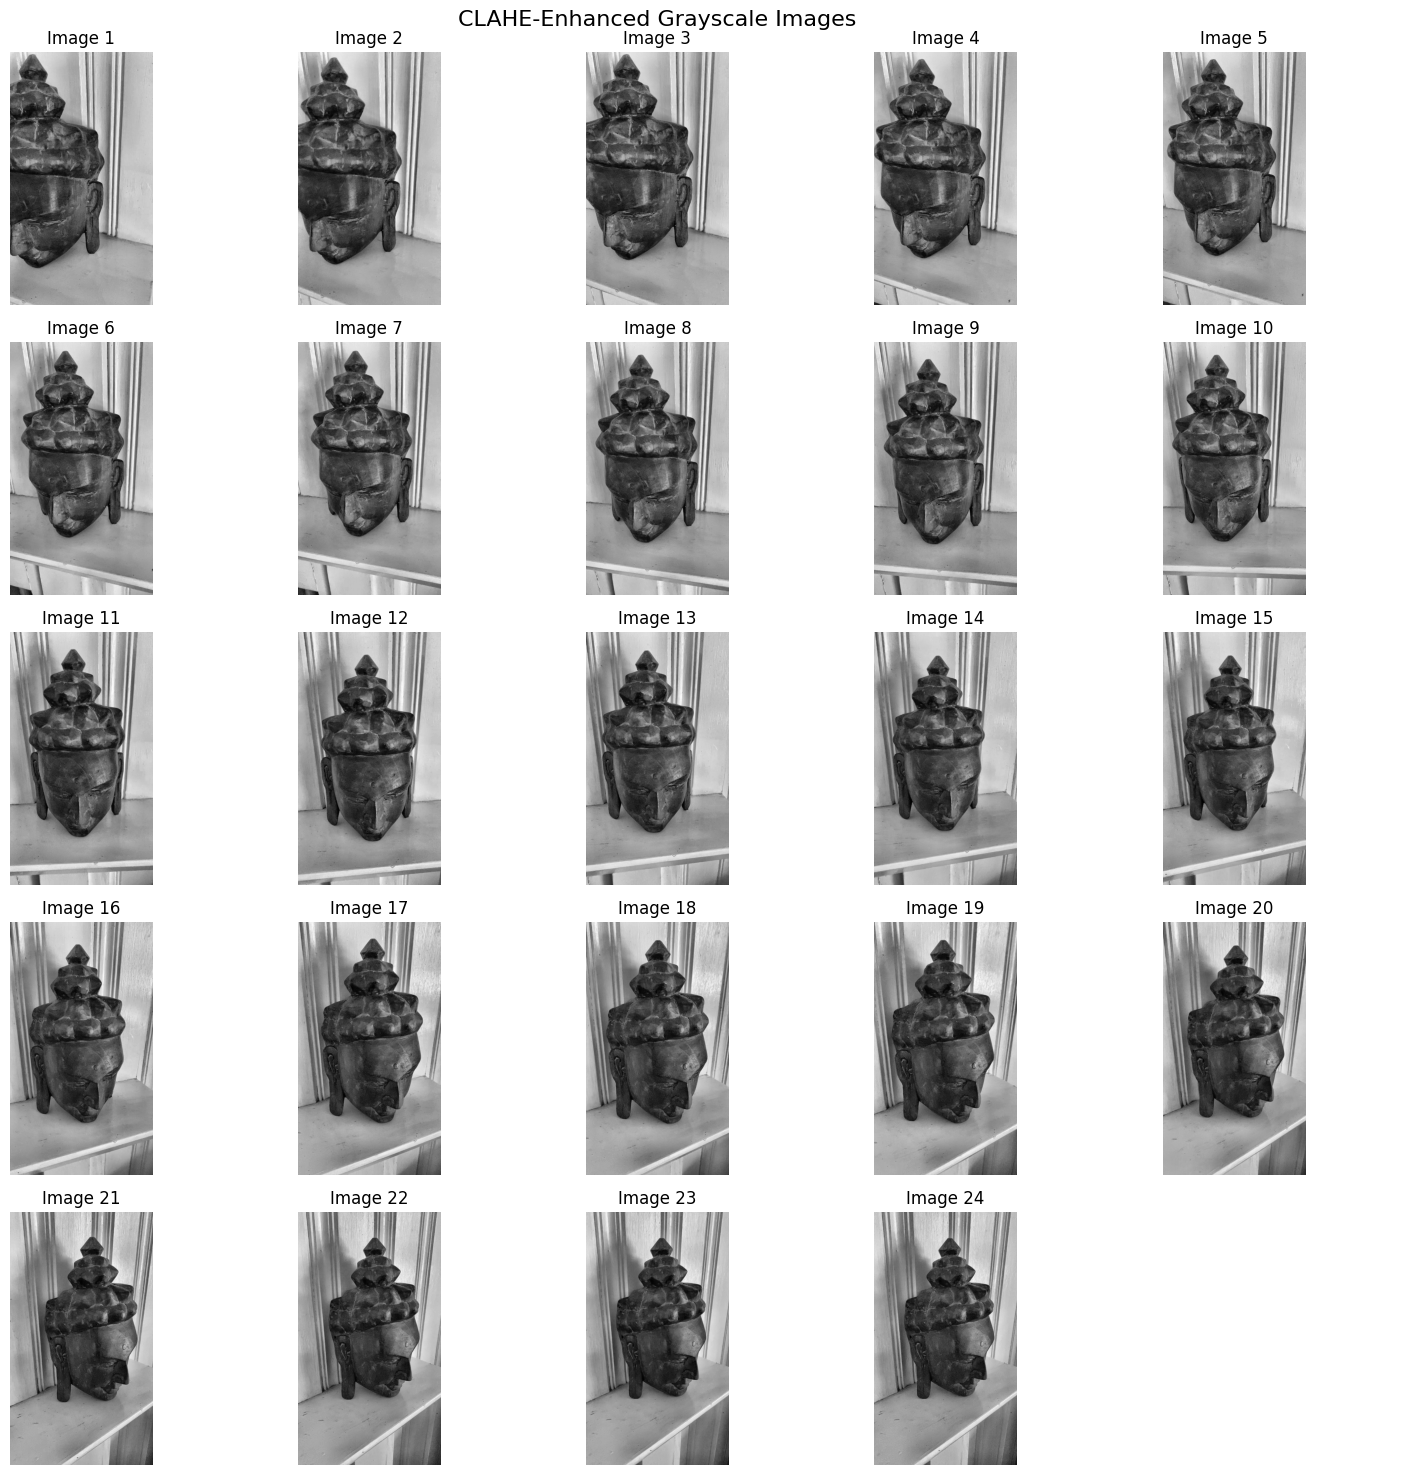 CLAHE-Enhanced Grayscale Images
Image 1
Image 2
Image 3
Image 4
Image 5
Image 6
Image 7
Image 8
Image 9
Image 10
Image 11
Image 12
Image 13
Image 14
Image 15
Image 16
Image 17
Image 18
Image 19
Image 20
Image 21
Image 22
Image 23
Image 24